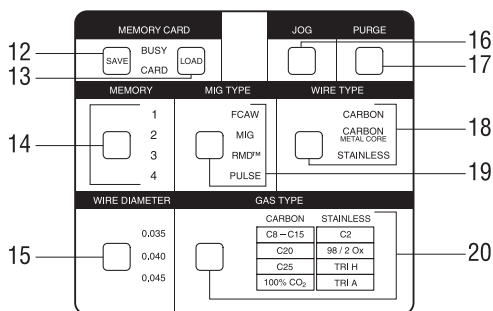 MEMORY CARD
JOG
PURGE
12
SAVE
BUSY
CARD
LOAD
13
16
17
MEMORY
MIG TYPE
WIRE TYPE
14
1
2
3
4
FCAW
MIG
RMD™
PULSE
CARBON
CARBON
METAL CORE
STAINLESS
18
19
WIRE DIAMETER
GAS TYPE
15
0.035
0.040
0.045
CARBON STAINLESS
C8 – C15 C2
C20 98 / 2 Ox
C25 TRI H
100% CO₂ TRI A
20